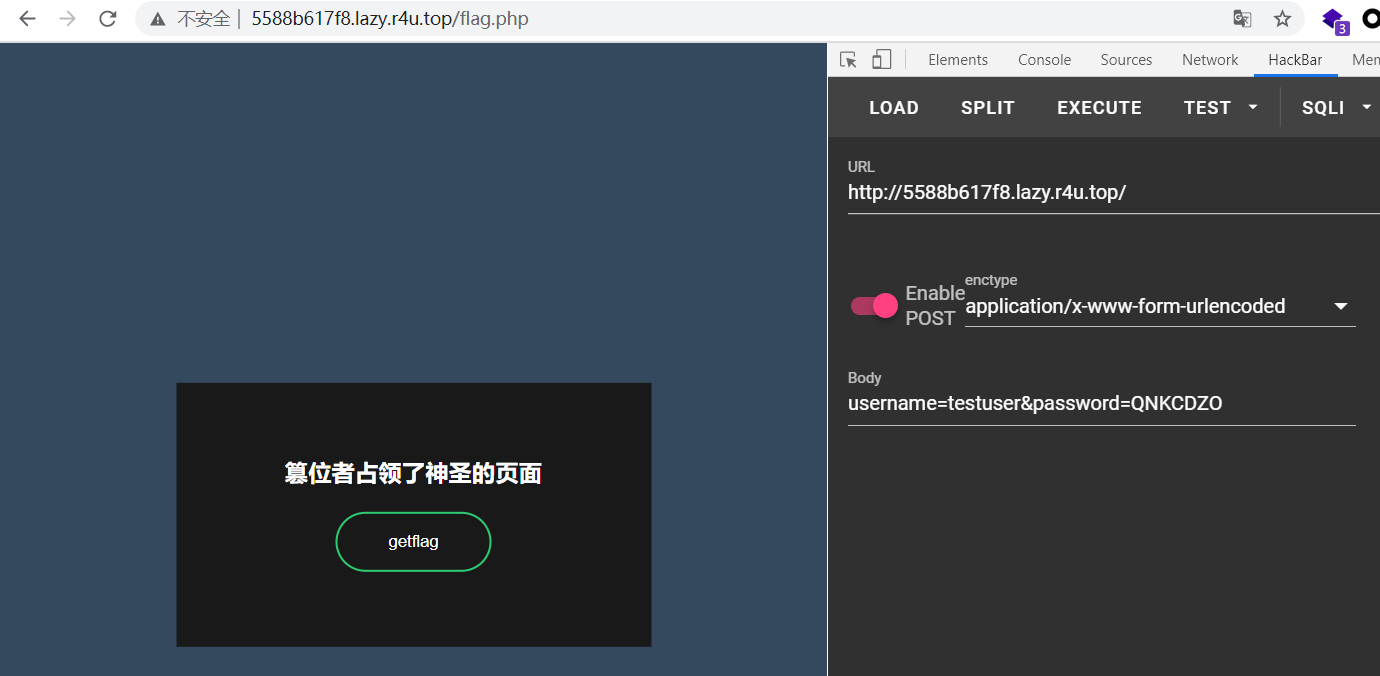 不安全 | 5588b617f8.lazy.r4u.top/flag.php
3
Elements Console Sources Network HackBar Mem
LOAD SPLIT EXECUTE TEST SQLI
URL
http://5588b617f8.lazy.r4u.top/
enctype
Enable
POST
application/x-www-form-urlencoded
Body
username=testuser&password=QNKCDZO
篡位者占领了神圣的页面
getflag